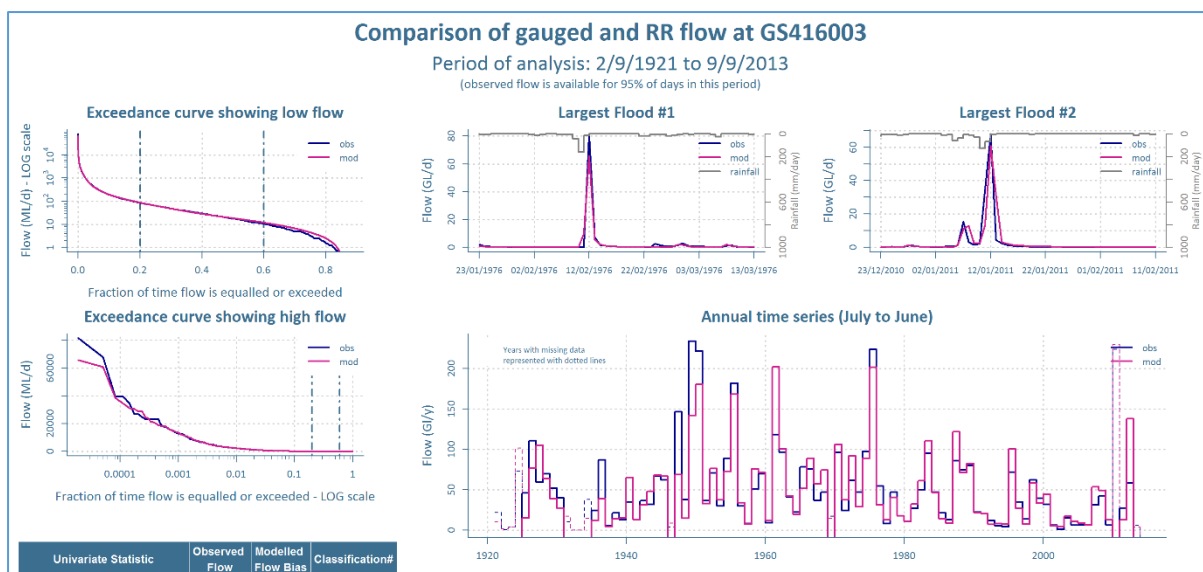 Comparison of gauged and RR flow at GS416003
Period of analysis: 2/9/1921 to 9/9/2013
(observed flow is available for 95% of days in this period)
Exceedance curve showing low flow
Flow (ML/d) - LOG scale
10^4
10^3
10^2
10
1
obs
mod
0.0 0.2 0.4 0.6 0.8
Fraction of time flow is equalled or exceeded
Largest Flood #1
Flow (GL/d)
80
60
40
20
0
obs
mod
rainfall
0
200
600
1000
Rainfall (mm/day)
23/01/1976 02/02/1976 12/02/1976 22/02/1976 03/03/1976 13/03/1976
Largest Flood #2
Flow (GL/d)
60
40
20
0
obs
mod
rainfall
0
200
600
1000
Rainfall (mm/day)
23/12/2010 02/01/2011 12/01/2011 22/01/2011 01/02/2011 11/02/2011
Exceedance curve showing high flow
Flow (ML/d)
60000
20000
0
obs
mod
0.0001 0.001 0.01 0.1 1.0
Fraction of time flow is equalled or exceeded - LOG scale
Annual time series (July to June)
Flow (Gl/y)
200
150
100
50
0
Years with missing data
represented with dotted lines
obs
mod
1920 1940 1960 1980 2000
Univariate Statistic
Observed
Flow
Modelled
Flow Bias
Classification#